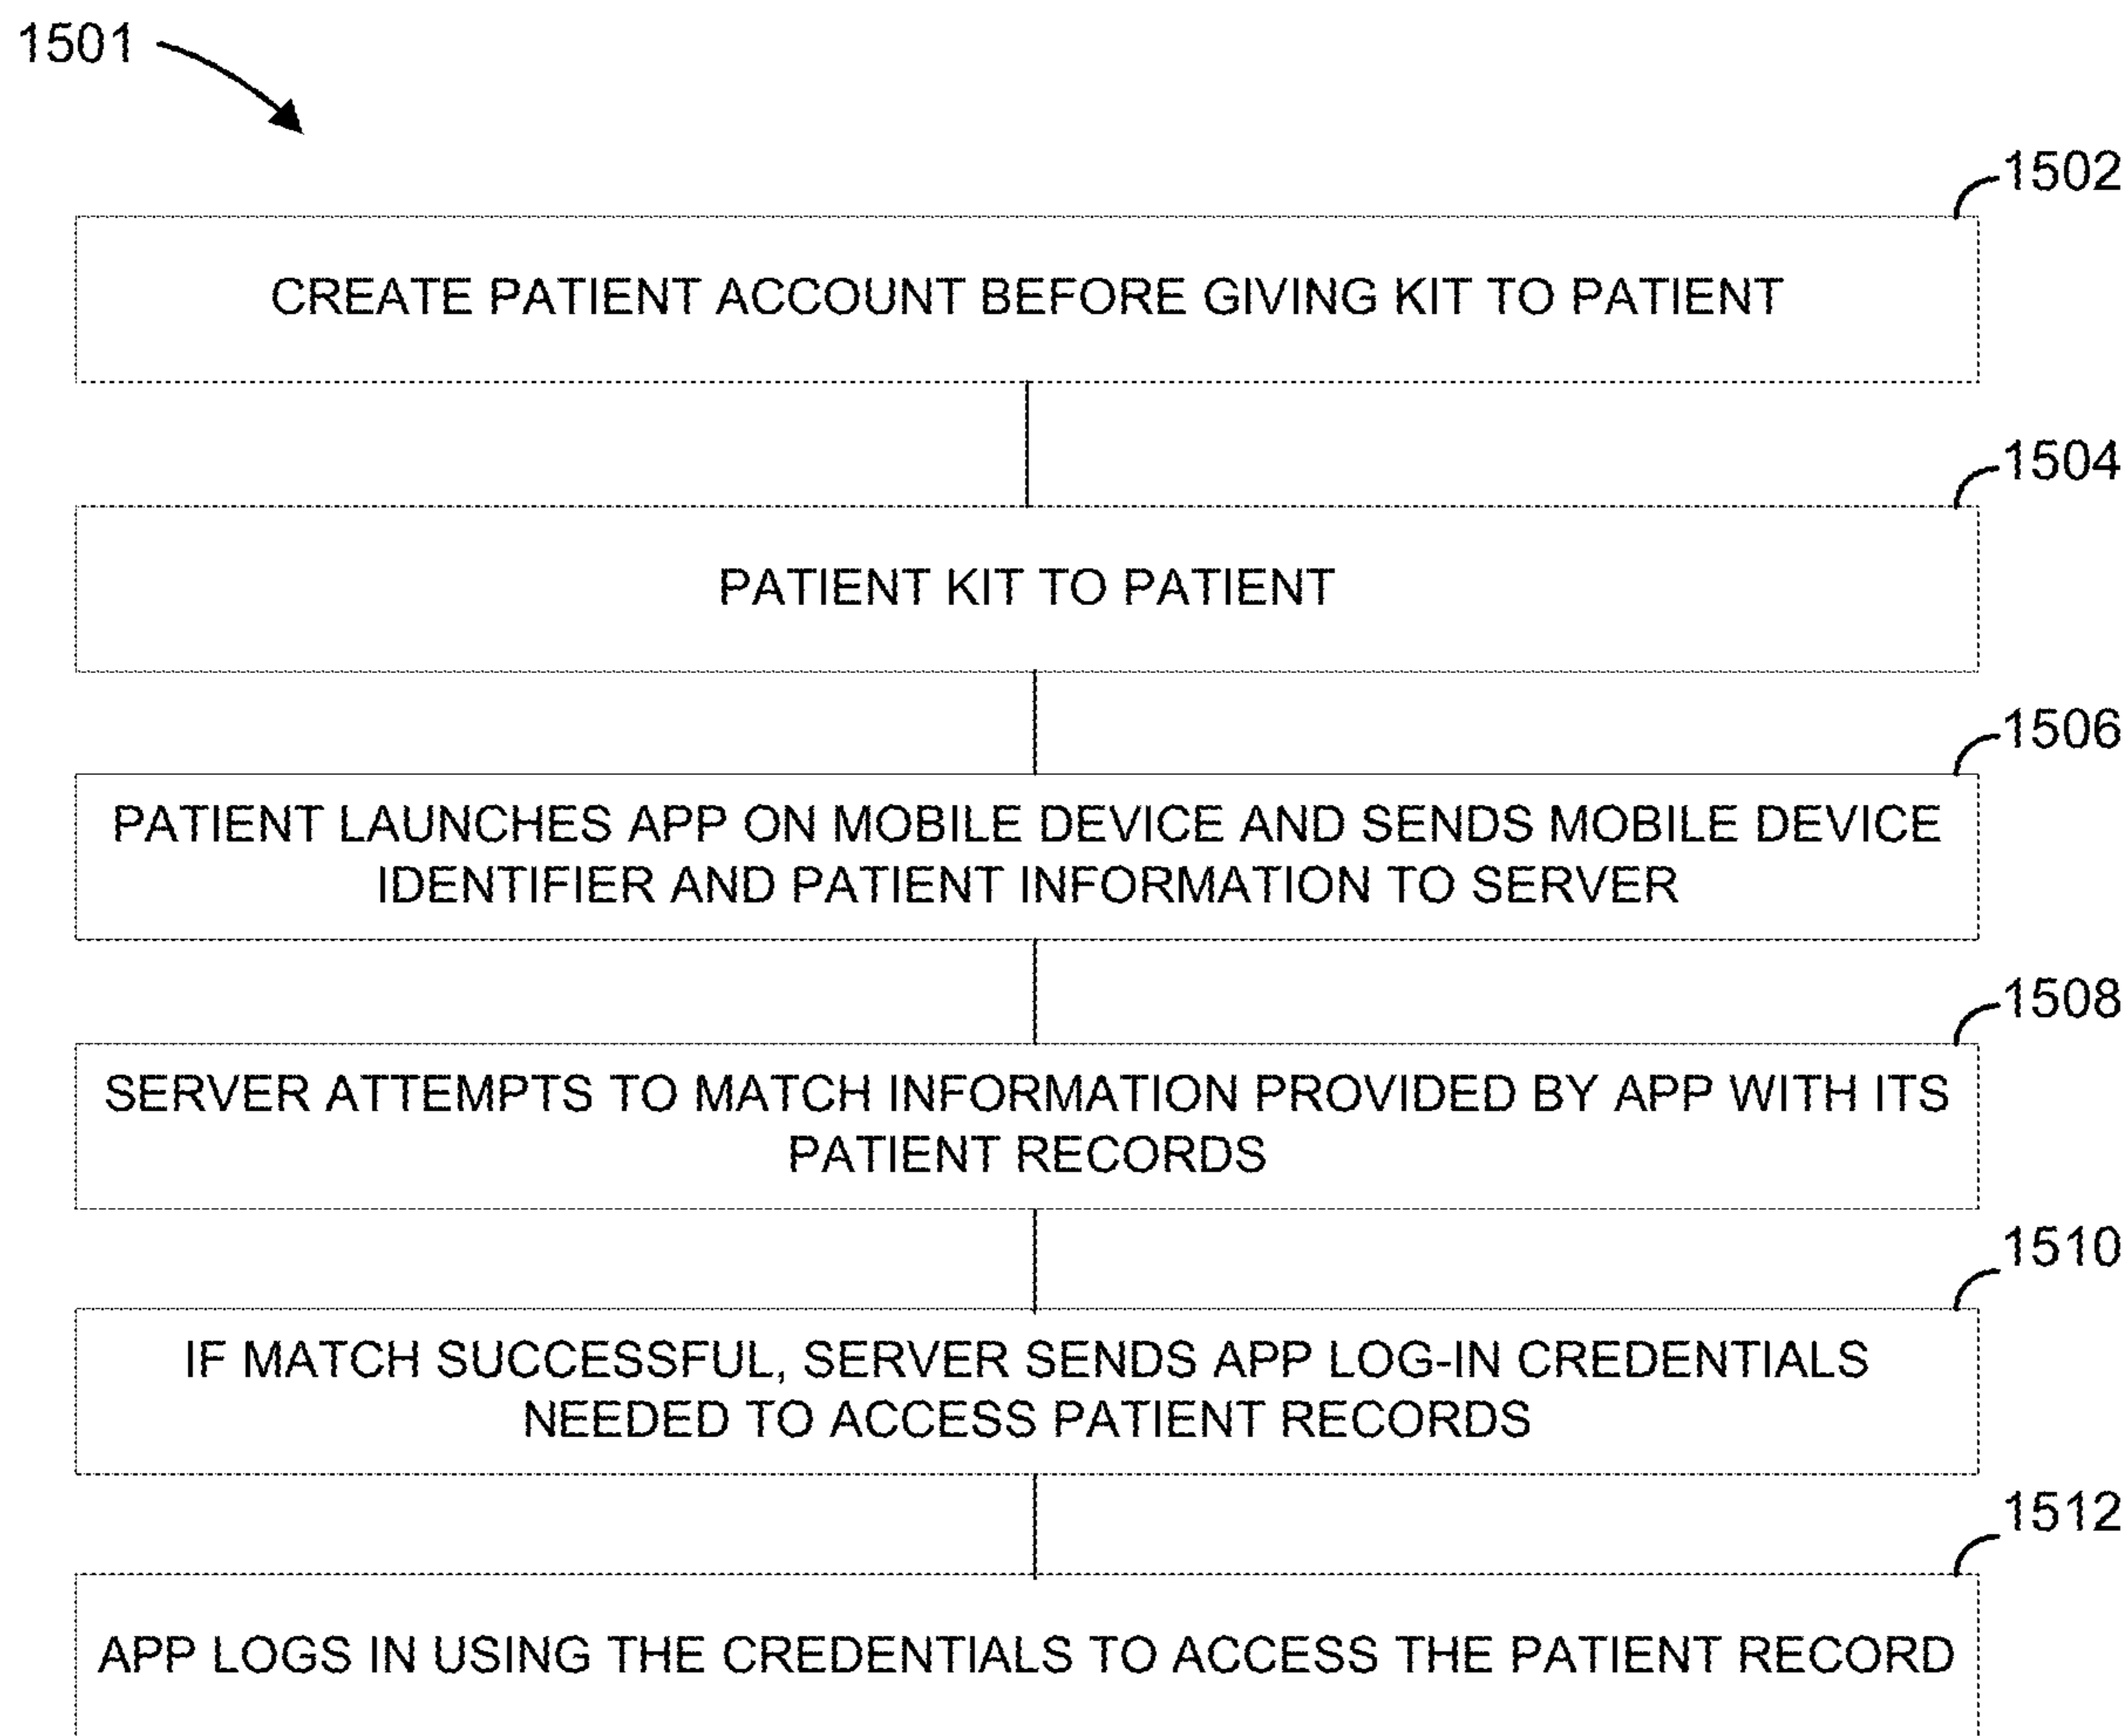 1501
1502
CREATE PATIENT ACCOUNT BEFORE GIVING KIT TO PATIENT
1504
PATIENT KIT TO PATIENT
1506
PATIENT LAUNCHES APP ON MOBILE DEVICE AND SENDS MOBILE DEVICE
IDENTIFIER AND PATIENT INFORMATION TO SERVER
1508
SERVER ATTEMPTS TO MATCH INFORMATION PROVIDED BY APP WITH ITS
PATIENT RECORDS
1510
IF MATCH SUCCESSFUL, SERVER SENDS APP LOG-IN CREDENTIALS
NEEDED TO ACCESS PATIENT RECORDS
1512
APP LOGS IN USING THE CREDENTIALS TO ACCESS THE PATIENT RECORD